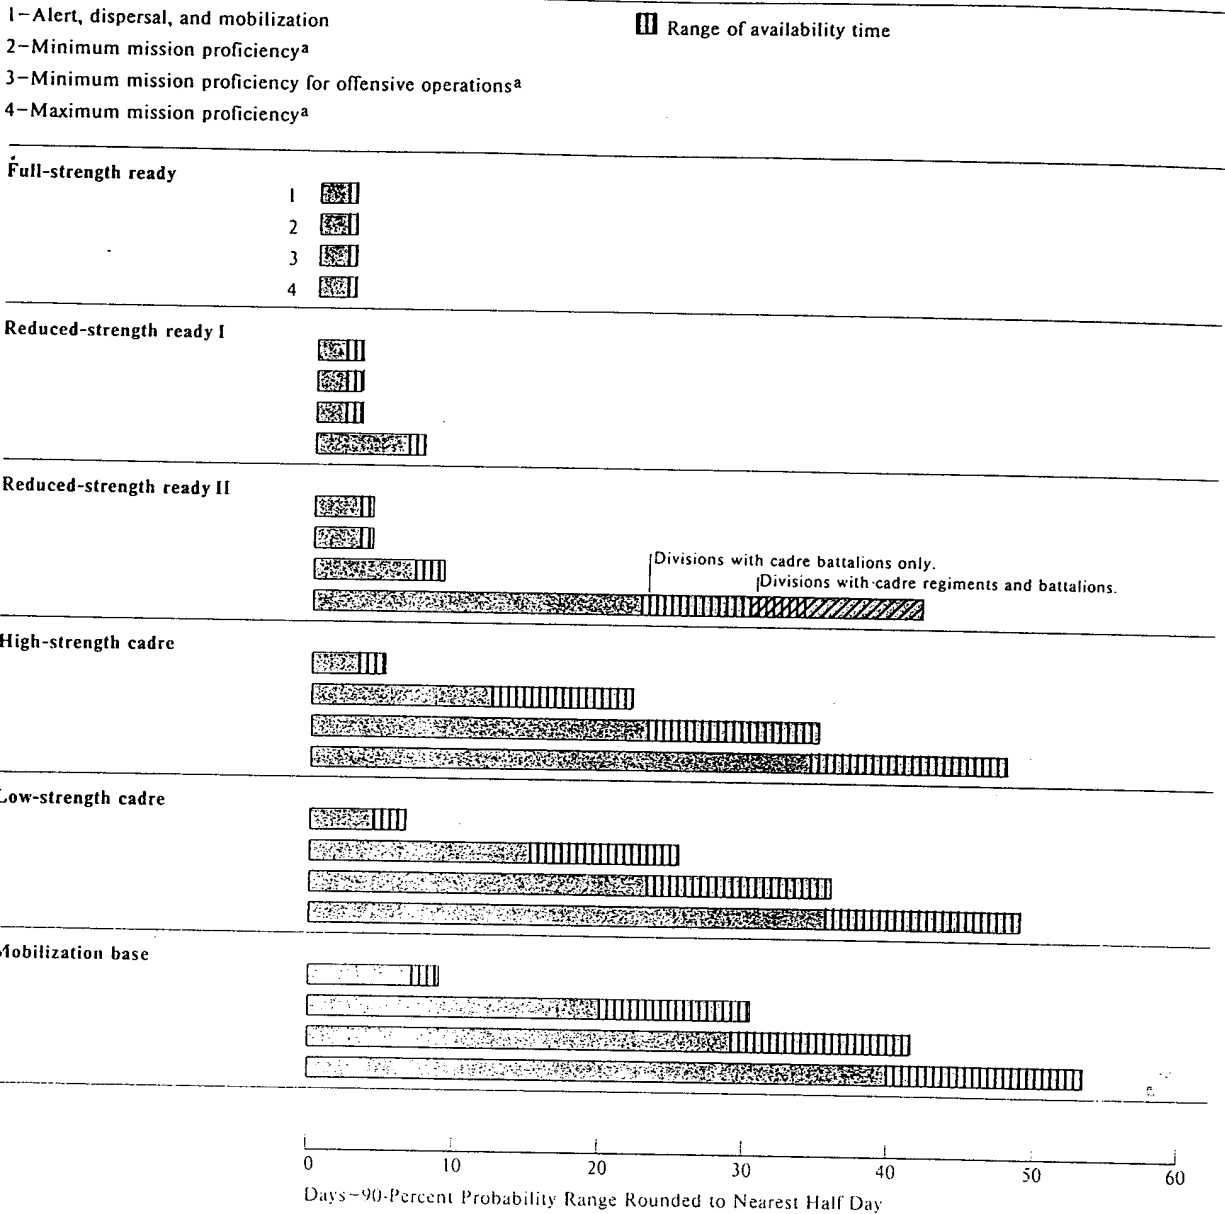 1–Alert, dispersal, and mobilization
Range of availability time
2–Minimum mission proficiencyª
3–Minimum mission proficiency for offensive operationsª
4–Maximum mission proficiencyª
Full-strength ready
1
2
3
4
Reduced-strength ready I
Reduced-strength ready II
Divisions with cadre battalions only.
Divisions with cadre regiments and battalions.
High-strength cadre
Low-strength cadre
Mobilization base
0 10 20 30 40 50 60
Days–90-Percent Probability Range Rounded to Nearest Half Day